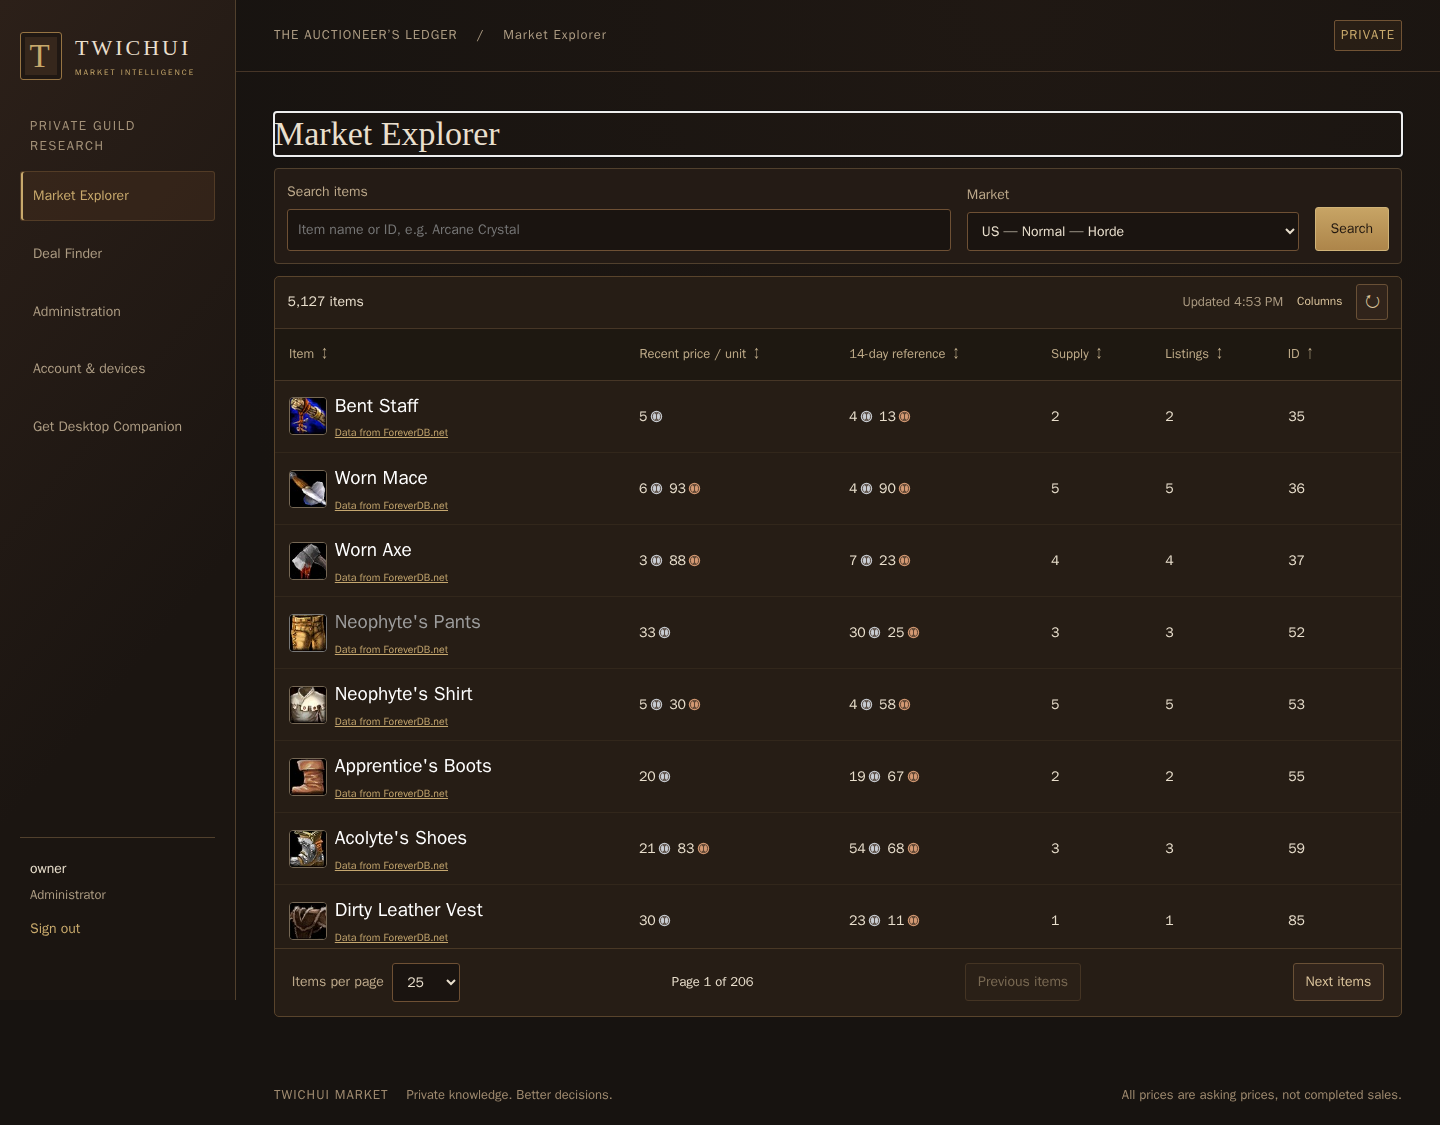 T
TWICHUI
MARKET INTELLIGENCE
PRIVATE GUILD
RESEARCH
Market Explorer
Deal Finder
Administration
Account & devices
Get Desktop Companion
owner
Administrator
Sign out
THE AUCTIONEER'S LEDGER / Market Explorer
PRIVATE
Market Explorer
Search items
Item name or ID, e.g. Arcane Crystal
Market
US — Normal — Horde
Search
5,127 items
Updated 4:53 PM Columns
Item ↕ Recent price / unit ↕ 14-day reference ↕ Supply ↕ Listings ↕ ID ↑
Bent Staff 5 4 13 2 2 35
Data from ForeverDB.net
Worn Mace 6 93 4 90 5 5 36
Data from ForeverDB.net
Worn Axe 3 88 7 23 4 4 37
Data from ForeverDB.net
Neophyte's Pants 33 30 25 3 3 52
Data from ForeverDB.net
Neophyte's Shirt 5 30 4 58 5 5 53
Data from ForeverDB.net
Apprentice's Boots 20 19 67 2 2 55
Data from ForeverDB.net
Acolyte's Shoes 21 83 54 68 3 3 59
Data from ForeverDB.net
Dirty Leather Vest 30 23 11 1 1 85
Data from ForeverDB.net
Items per page 25 Page 1 of 206 Previous items Next items
TWICHUI MARKET Private knowledge. Better decisions. All prices are asking prices, not completed sales.